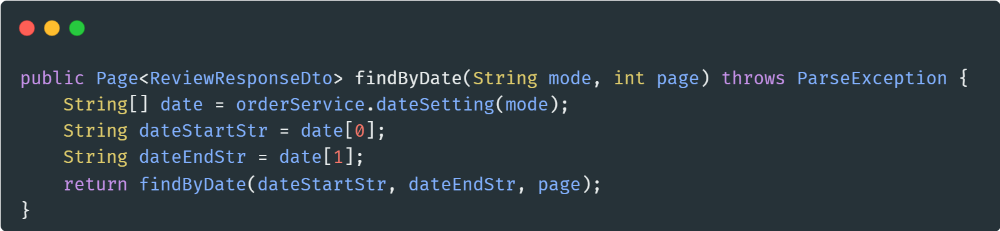 public Page<ReviewResponseDto> findByDate(String mode, int page) throws ParseException {
    String[] date = orderService.dateSetting(mode);
    String dateStartStr = date[0];
    String dateEndStr = date[1];
    return findByDate(dateStartStr, dateEndStr, page);
}